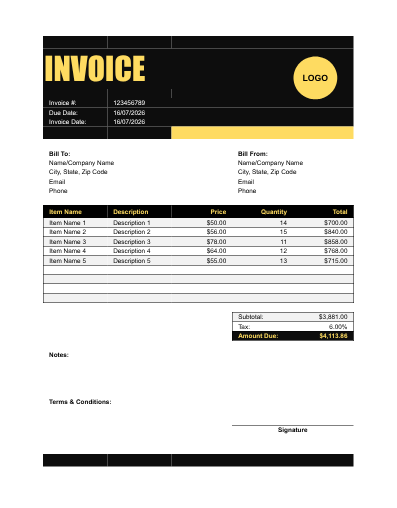 INVOICE
LOGO
Invoice #: 123456789
Due Date: 16/07/2026
Invoice Date: 16/07/2026
Bill To: Bill From:
Name/Company Name Name/Company Name
City, State, Zip Code City, State, Zip Code
Email Email
Phone Phone
Item Name Description Price Quantity Total
Item Name 1 Description 1 $50.00 14 $700.00
Item Name 2 Description 2 $56.00 15 $840.00
Item Name 3 Description 3 $78.00 11 $858.00
Item Name 4 Description 4 $64.00 12 $768.00
Item Name 5 Description 5 $55.00 13 $715.00
Subtotal: $3,881.00
Tax: 6.00%
Amount Due: $4,113.86
Notes:
Terms & Conditions:
Signature